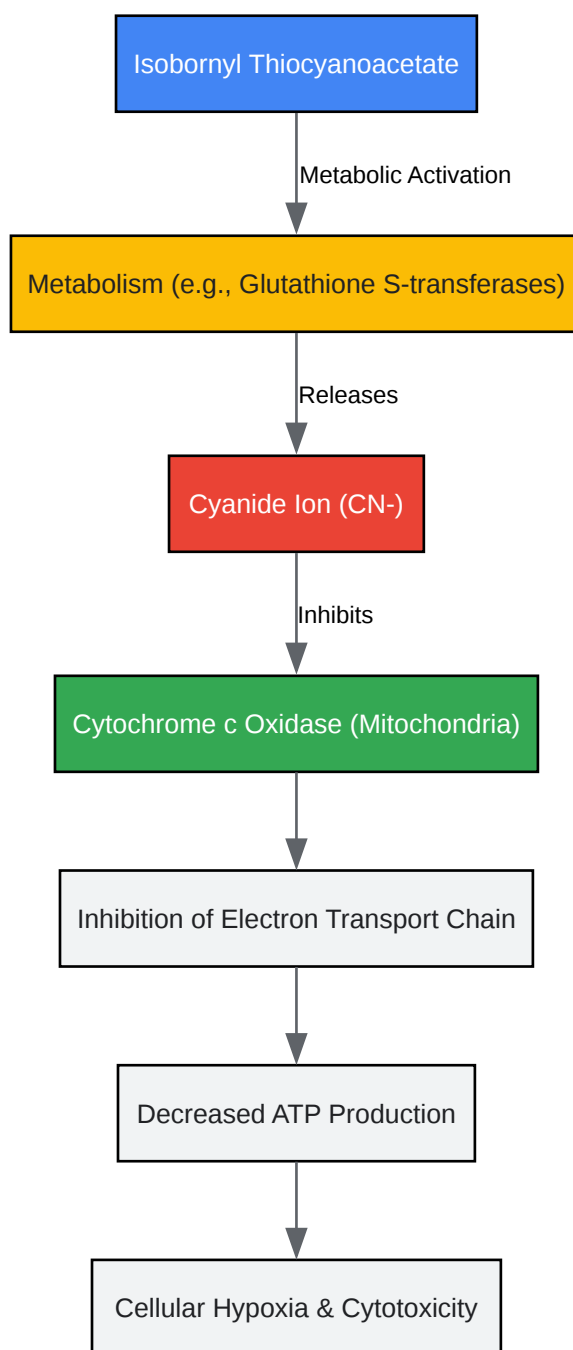 Isobornyl Thiocyanoacetate
Metabolic Activation
Metabolism (e.g., Glutathione S-transferases)
Releases
Cyanide Ion (CN-)
Inhibits
Cytochrome c Oxidase (Mitochondria)
Inhibition of Electron Transport Chain
Decreased ATP Production
Cellular Hypoxia & Cytotoxicity